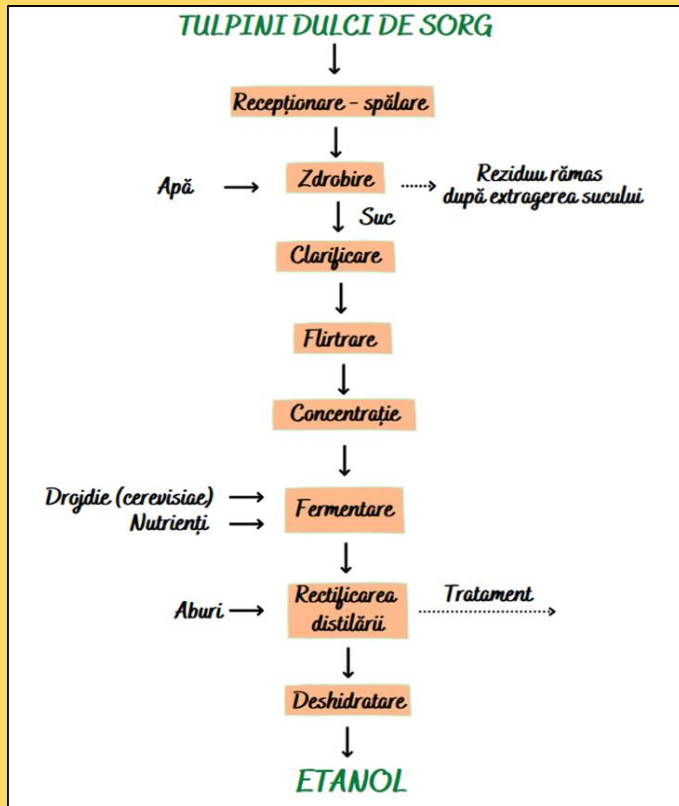 TULPINI DULCI DE SORG
Recepționare - spălare
Apă
Zdrobire
Reziduu rămas
după extragerea sucului
Suc
Clarificare
Flirtrare
Concentrație
Drojdie (cerevisiae)
Nutrienți
Fermentare
Aburi
Rectificarea
distilării
Tratament
Deshidratare
ETANOL